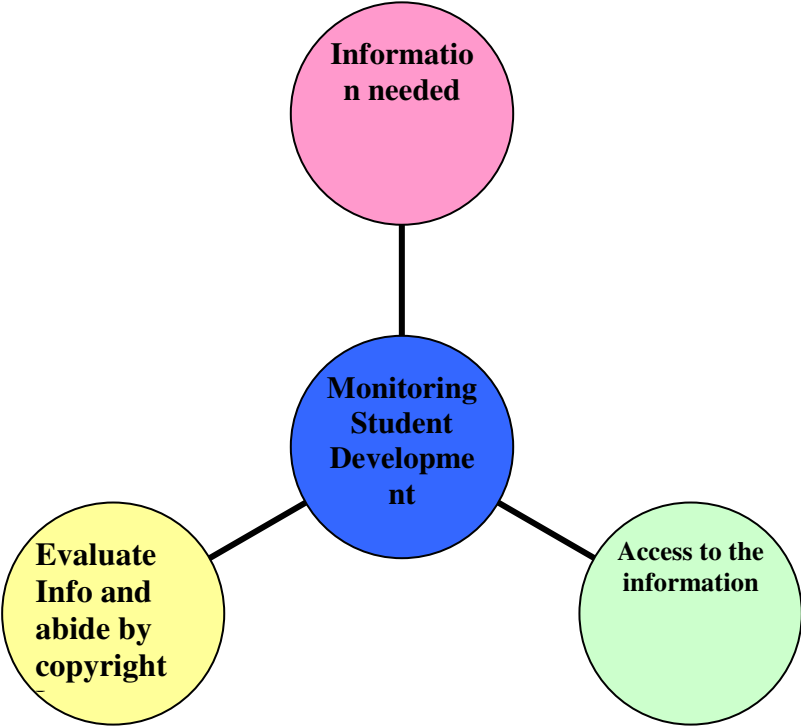 Informatio
n needed
Monitoring
Student
Developme
nt
Evaluate
Info and
abide by
copyright
Access to the
information